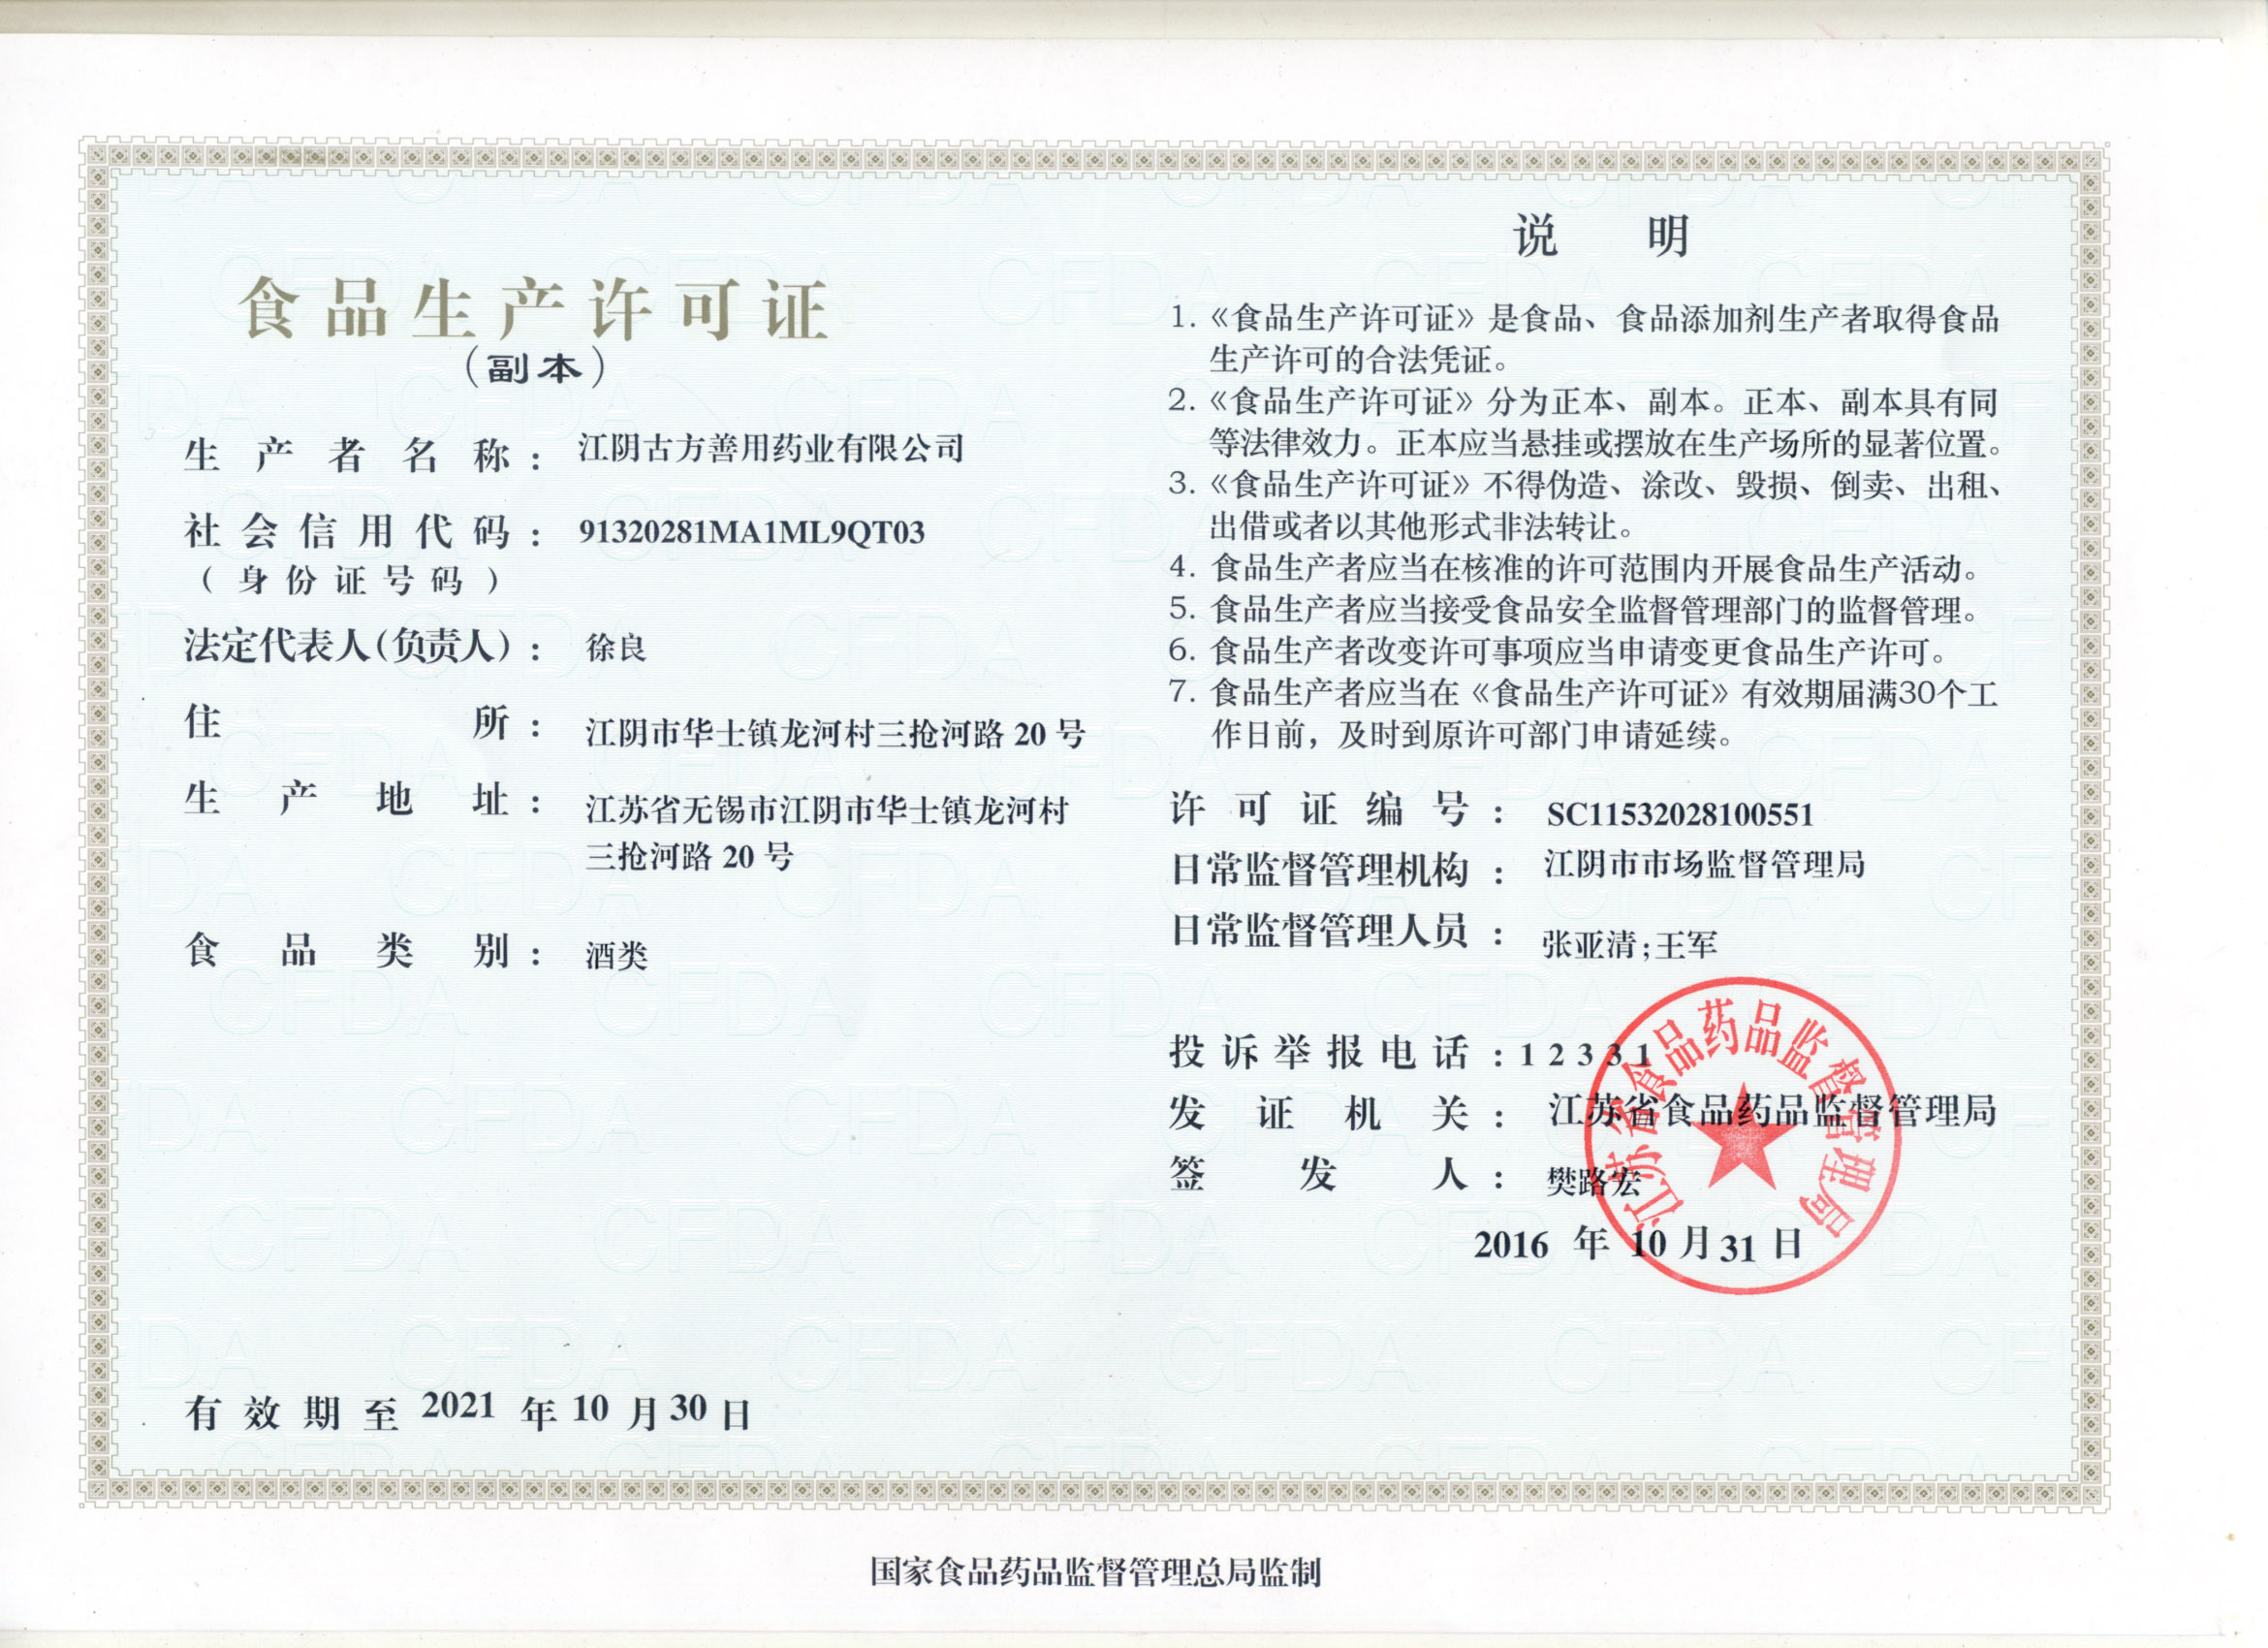 食品生产许可证
（副本）
生产者名称： 江阴古方善用药业有限公司
社会信用代码： 91320281MA1ML9QT03
（身份证号码）
法定代表人(负责人)： 徐良
住所： 江阴市华士镇龙河村三抢河路 20 号
生产地址： 江苏省无锡市江阴市华士镇龙河村
三抢河路 20 号
食品类别： 酒类
有效期至 2021 年 10 月 30 日
说明
1.《食品生产许可证》是食品、食品添加剂生产者取得食品
生产许可的合法凭证。
2.《食品生产许可证》分为正本、副本。正本、副本具有同
等法律效力。正本应当悬挂或摆放在生产场所的显著位置。
3.《食品生产许可证》不得伪造、涂改、毁损、倒卖、出租、
出借或者以其他形式非法转让。
4. 食品生产者应当在核准的许可范围内开展食品生产活动。
5. 食品生产者应当接受食品安全监督管理部门的监督管理。
6. 食品生产者改变许可事项应当申请变更食品生产许可。
7. 食品生产者应当在《食品生产许可证》有效期届满30个工
作日前，及时到原许可部门申请延续。
许可证编号： SC11532028100551
日常监督管理机构： 江阴市市场监督管理局
日常监督管理人员： 张亚清;王军
投诉举报电话：12331
发证机关： 江苏省食品药品监督管理局
签发人： 樊路宏
2016 年 10 月 31 日
江苏省食品药品监督管理局
国家食品药品监督管理总局监制
CFDA